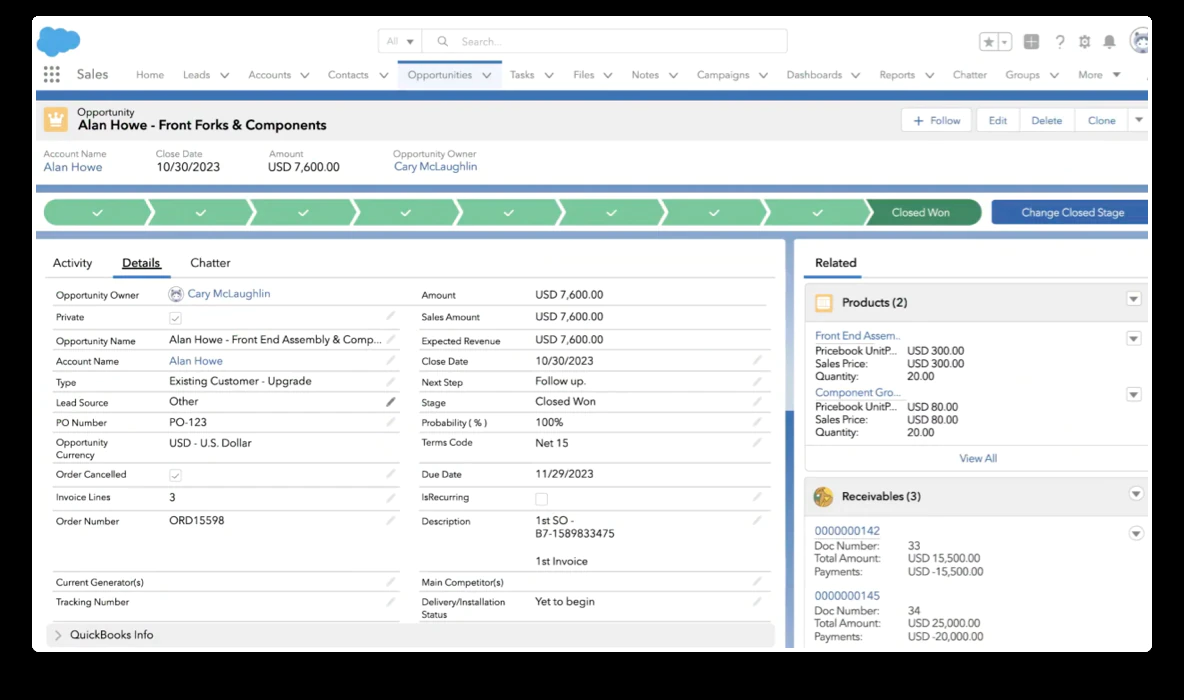 All
Search...
Sales Home Leads Accounts Contacts Opportunities Tasks Files Notes Campaigns Dashboards Reports Chatter Groups More
Opportunity
Alan Howe - Front Forks & Components
+ Follow Edit Delete Clone
Account Name Close Date Amount Opportunity Owner
Alan Howe 10/30/2023 USD 7,600.00 Cary McLaughlin
Closed Won Change Closed Stage
Activity Details Chatter
Opportunity Owner Cary McLaughlin Amount USD 7,600.00
Private Sales Amount USD 7,600.00
Opportunity Name Alan Howe - Front End Assembly & Comp... Expected Revenue USD 7,600.00
Account Name Alan Howe Close Date 10/30/2023
Type Existing Customer - Upgrade Next Step Follow up.
Lead Source Other Stage Closed Won
PO Number PO-123 Probability ( % ) 100%
Opportunity USD - U.S. Dollar Terms Code Net 15
Currency
Order Cancelled Due Date 11/29/2023
Invoice Lines 3 IsRecurring
Order Number ORD15598 Description 1st SO -
B7-1589833475
1st Invoice
Current Generator(s) Main Competitor(s)
Tracking Number Delivery/Installation Yet to begin
Status
QuickBooks Info
Related
Products (2)
Front End Assem..
Pricebook UnitP... USD 300.00
Sales Price: USD 300.00
Quantity: 20.00
Component Gro...
Pricebook UnitP... USD 80.00
Sales Price: USD 80.00
Quantity: 20.00
View All
Receivables (3)
0000000142
Doc Number: 33
Total Amount: USD 15,500.00
Payments: USD -15,500.00
0000000145
Doc Number: 34
Total Amount: USD 25,000.00
Payments: USD -20,000.00